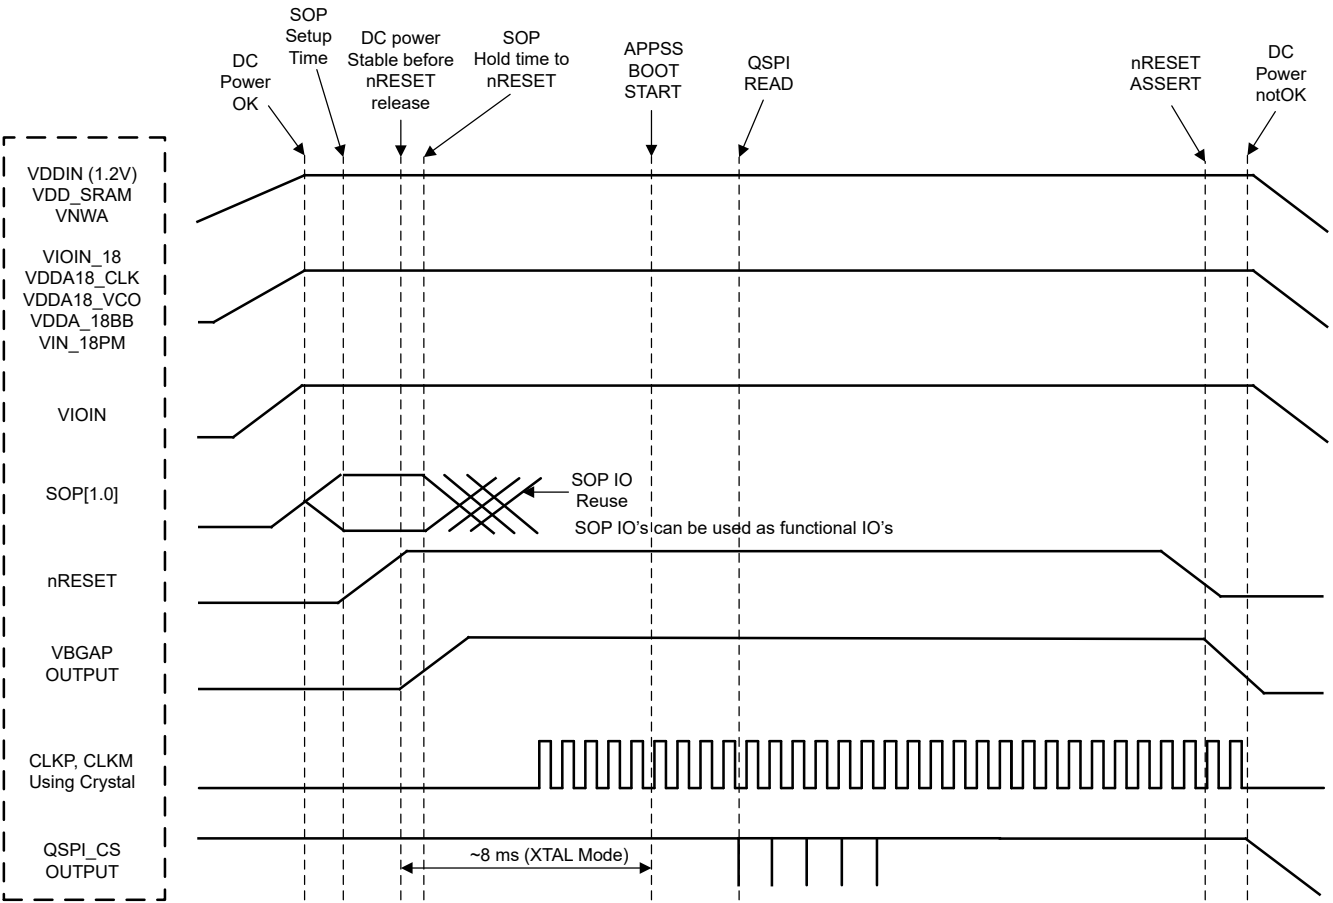 SOP
Setup
Time
DC
Power
OK
DC power
Stable before
nRESET
release
SOP
Hold time to
nRESET
APPSS
BOOT
START
QSPI
READ
nRESET
ASSERT
DC
Power
notOK
VDDIN (1.2V)
VDD_SRAM
VNWA
VIOIN_18
VDDA18_CLK
VDDA18_VCO
VDDA_18BB
VIN_18PM
VIOIN
SOP[1.0]
SOP IO
Reuse
SOP IO's can be used as functional IO's
nRESET
VBGAP
OUTPUT
CLKP, CLKM
Using Crystal
QSPI_CS
OUTPUT
~8 ms (XTAL Mode)